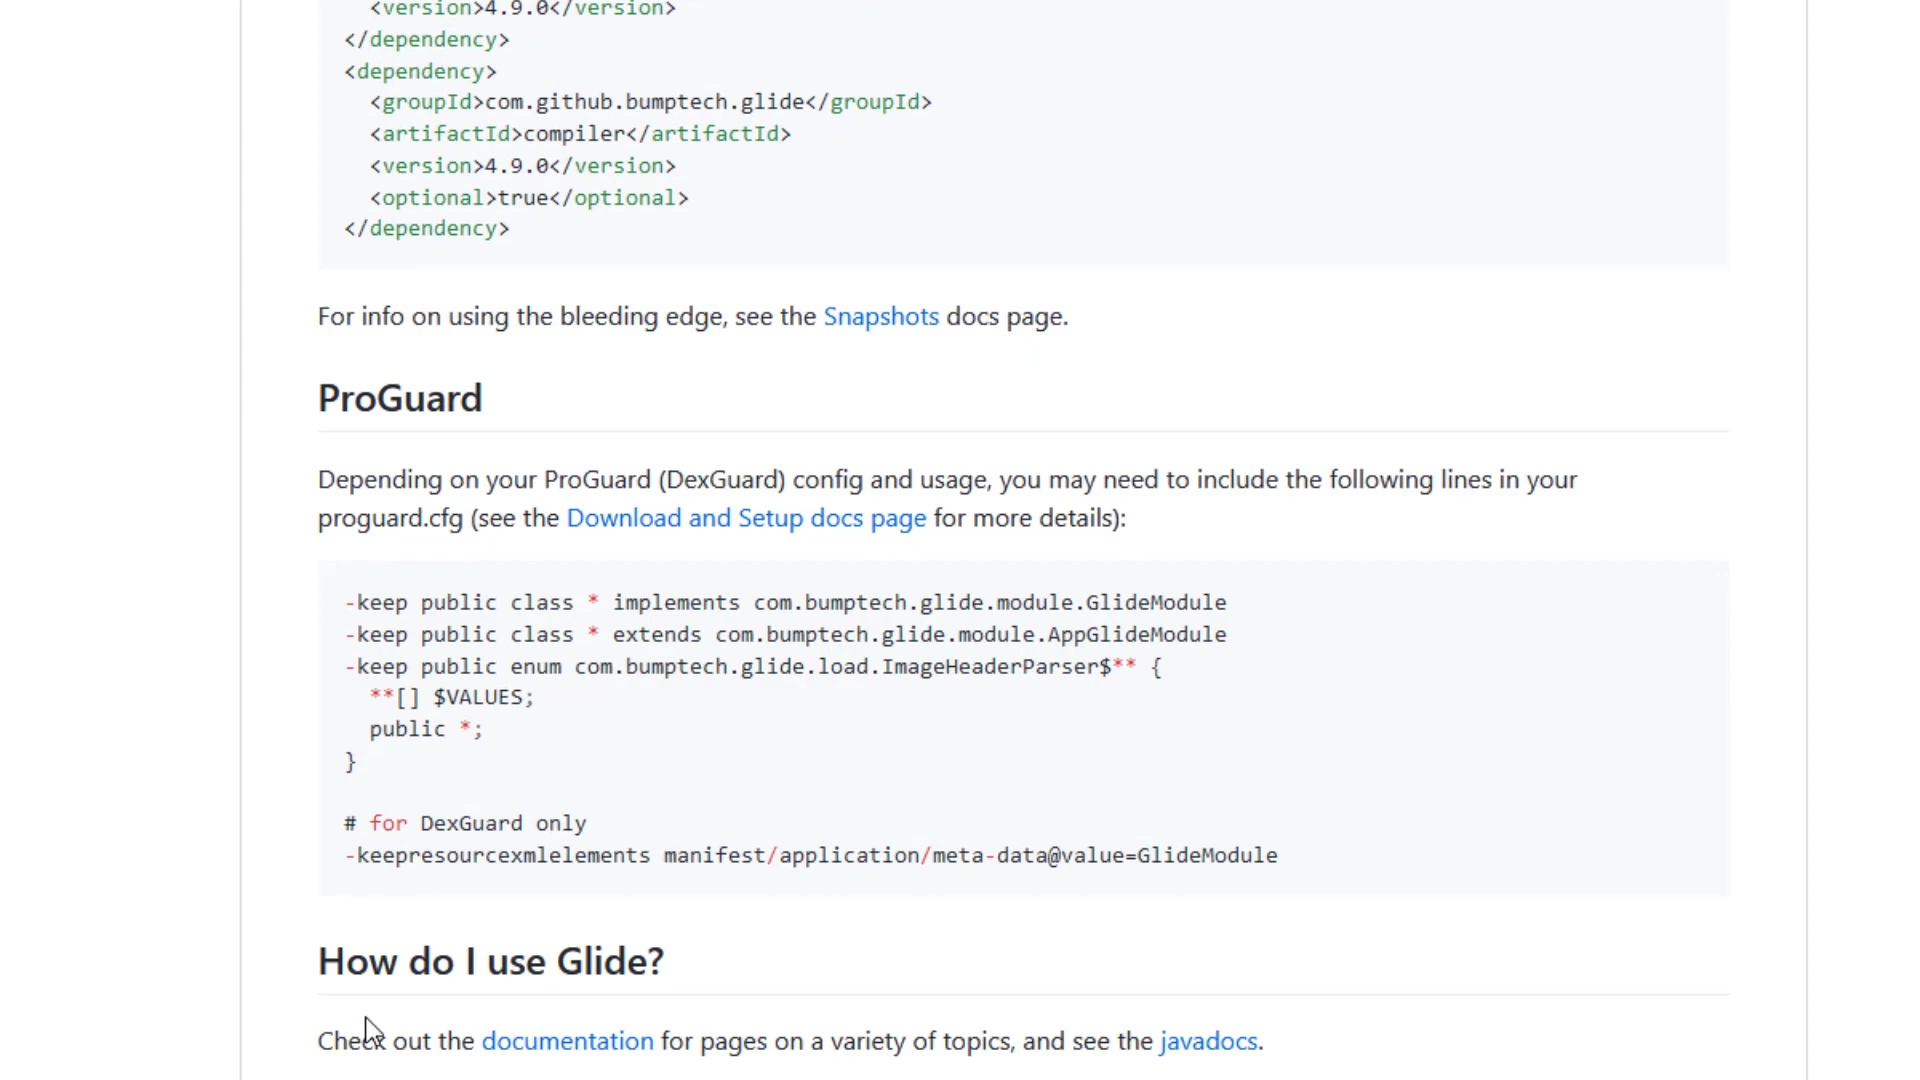 <version>4.9.0</version>
</dependency>
<dependency>
<groupId>com.github.bumptech.glide</groupId>
<artifactId>compiler</artifactId>
<version>4.9.0</version>
<optional>true</optional>
</dependency>
For info on using the bleeding edge, see the Snapshots docs page.
ProGuard
Depending on your ProGuard (DexGuard) config and usage, you may need to include the following lines in your
proguard.cfg (see the Download and Setup docs page for more details):
-keep public class * implements com.bumptech.glide.module.GlideModule
-keep public class * extends com.bumptech.glide.module.AppGlideModule
-keep public enum com.bumptech.glide.load.ImageHeaderParser$** {
**[] $VALUES;
public *;
}
# for DexGuard only
-keepresourcexmlelements manifest/application/meta-data@value=GlideModule
How do I use Glide?
Check out the documentation for pages on a variety of topics, and see the javadocs.